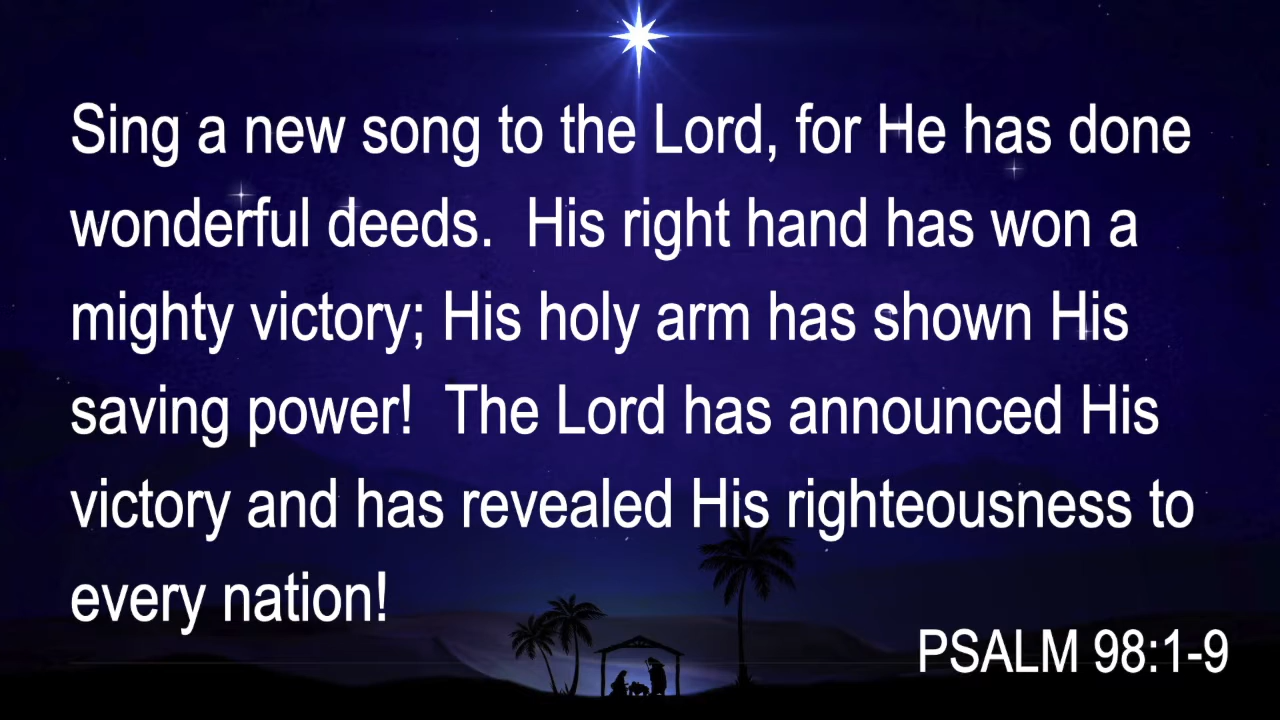 Sing a new song to the Lord, for He has done
wonderful deeds.  His right hand has won a
mighty victory; His holy arm has shown His
saving power!  The Lord has announced His
victory and has revealed His righteousness to
every nation!
PSALM 98:1-9